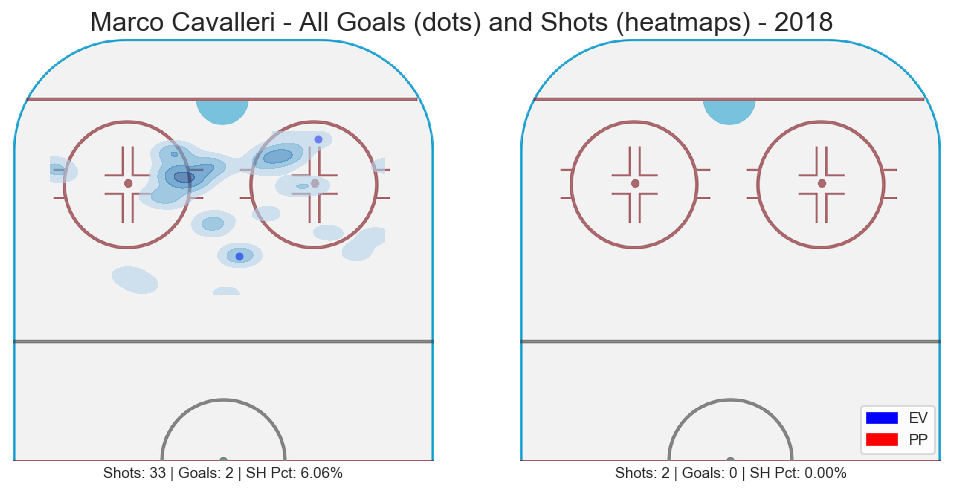 Marco Cavalleri - All Goals (dots) and Shots (heatmaps) - 2018
EV
PP
Shots: 33 | Goals: 2 | SH Pct: 6.06%
Shots: 2 | Goals: 0 | SH Pct: 0.00%